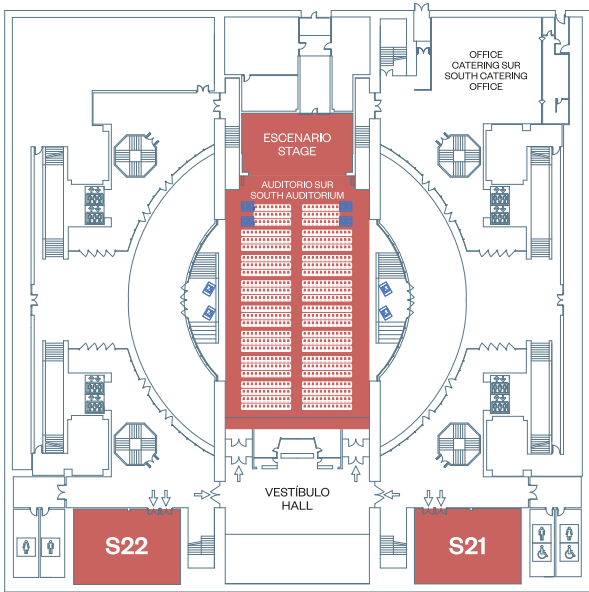 OFFICE
CATERING SUR
SOUTH CATERING
OFFICE
ESCENARIO
STAGE
AUDITORIO SUR
SOUTH AUDITORIUM
VESTÍBULO
HALL
S22
S21